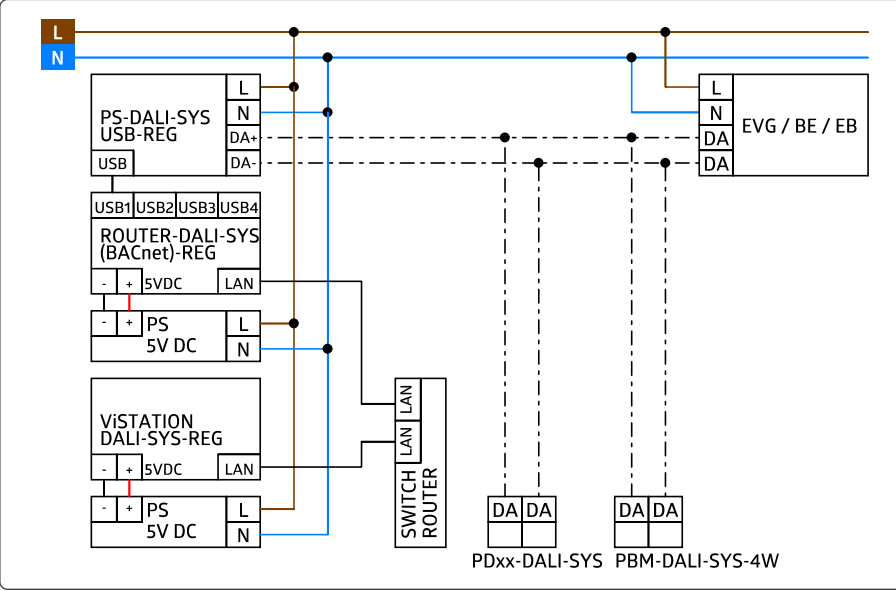 L
N
PS-DALI-SYS
USB-REG
USB
L
N
DA+
DA-
L
N
DA
DA
EVG / BE / EB
USB1 USB2 USB3 USB4
ROUTER-DALI-SYS
(BACnet)-REG
- + 5VDC
LAN
- + PS
5V DC
L
N
ViSTATION
DALI-SYS-REG
- + 5VDC
LAN
- + PS
5V DC
L
N
LAN
LAN
SWITCH
ROUTER
DA DA
PDxx-DALI-SYS
DA DA
PBM-DALI-SYS-4W